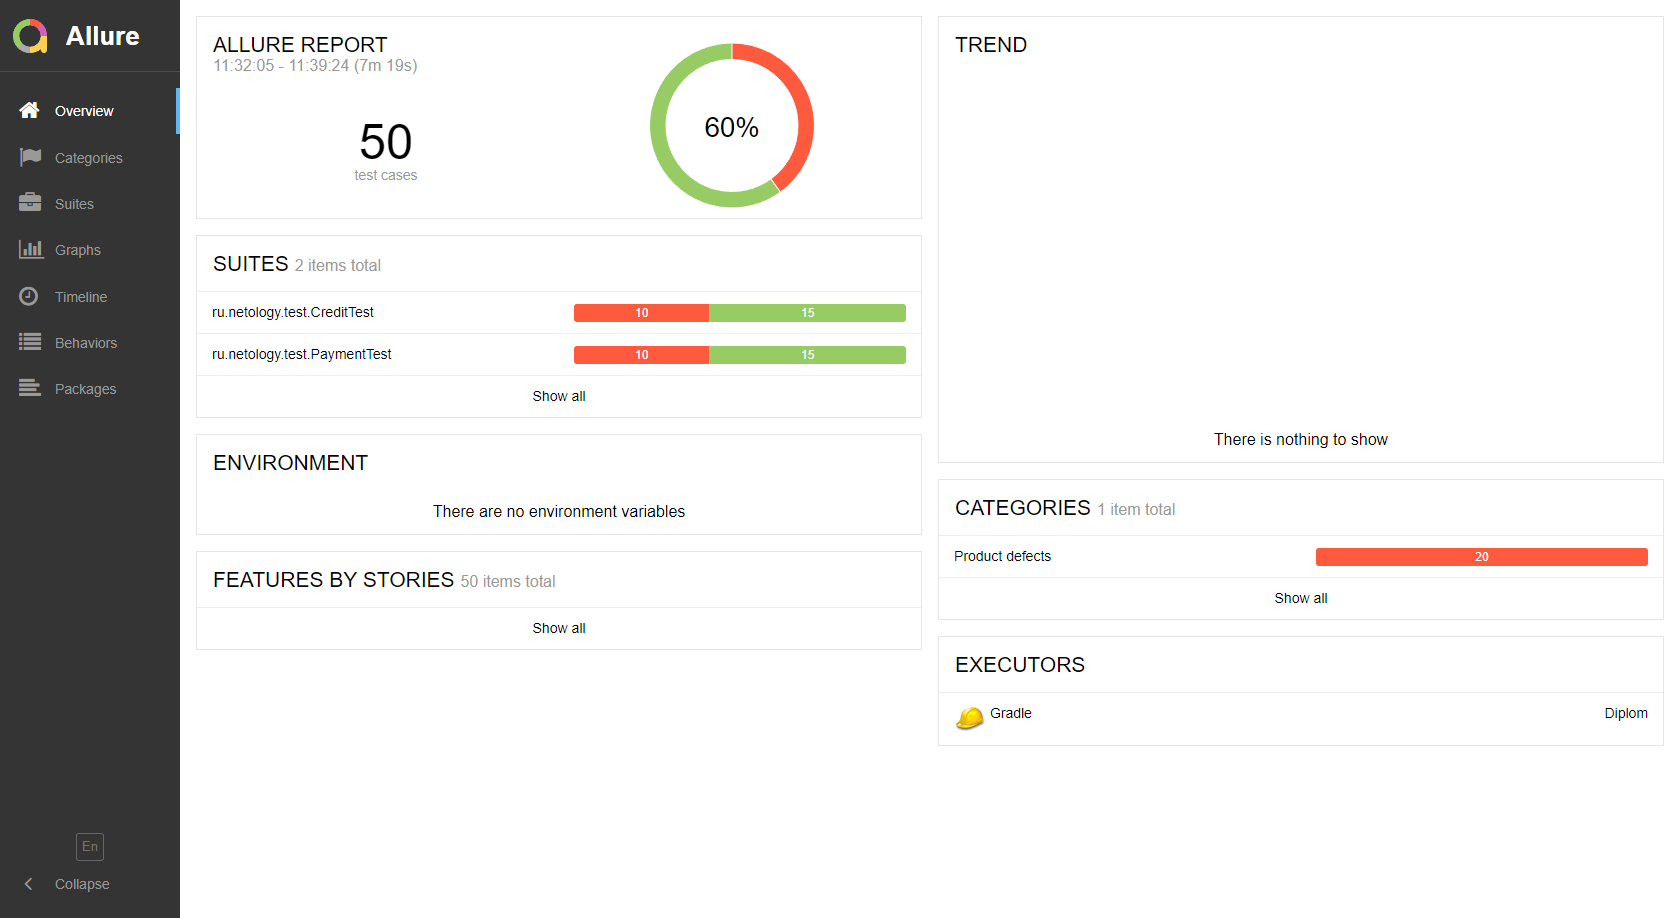 Allure
Overview
Categories
Suites
Graphs
Timeline
Behaviors
Packages
En
Collapse
ALLURE REPORT
11:32:05 - 11:39:24 (7m 19s)
50
test cases
60%
SUITES 2 items total
ru.netology.test.CreditTest 10 15
ru.netology.test.PaymentTest 10 15
Show all
ENVIRONMENT
There are no environment variables
FEATURES BY STORIES 50 items total
Show all
TREND
There is nothing to show
CATEGORIES 1 item total
Product defects 20
Show all
EXECUTORS
Gradle Diplom